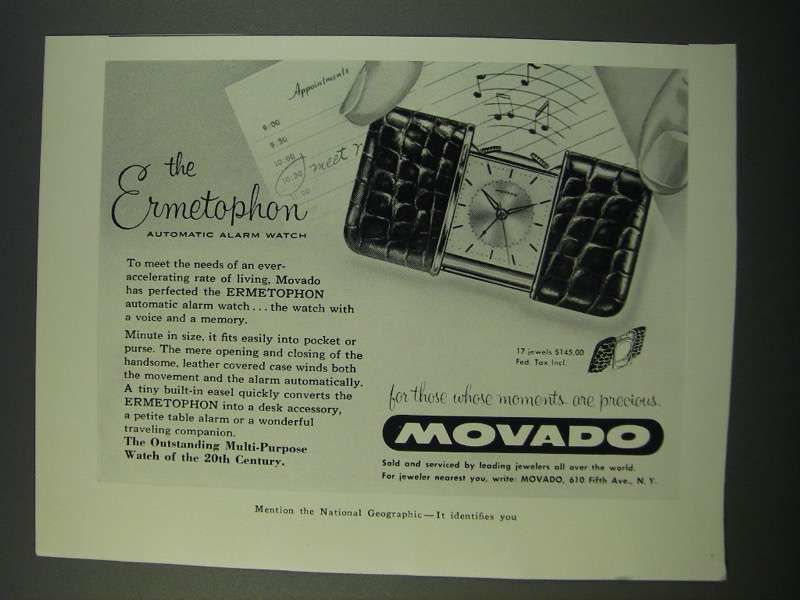 Appointments
9:00
9:30
10:00
10:30
meet
:00
MOVADO
the
Ermetophon
AUTOMATIC ALARM WATCH
To meet the needs of an ever-
accelerating rate of living, Movado
has perfected the ERMETOPHON
automatic alarm watch...the watch with
a voice and a memory.
Minute in size, it fits easily into pocket or
purse. The mere opening and closing of the
handsome, leather covered case winds both
the movement and the alarm automatically.
A tiny built-in easel quickly converts the
ERMETOPHON into a desk accessory,
a petite table alarm or a wonderful
traveling companion.
The Outstanding Multi-Purpose
Watch of the 20th Century.
17 jewels $145.00
Fed. Tax Incl.
for those whose moments are precious.
MOVADO
Sold and serviced by leading jewelers all over the world.
For jeweler nearest you, write: MOVADO, 610 Fifth Ave., N. Y.
Mention the National Geographic—It identifies you